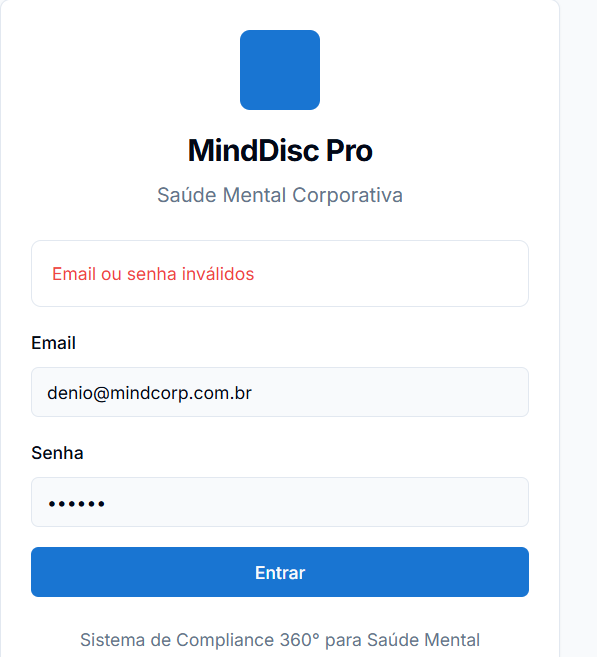 MindDisc Pro
Saúde Mental Corporativa
Email ou senha inválidos
Email
denio@mindcorp.com.br
Senha
••••••
Entrar
Sistema de Compliance 360° para Saúde Mental